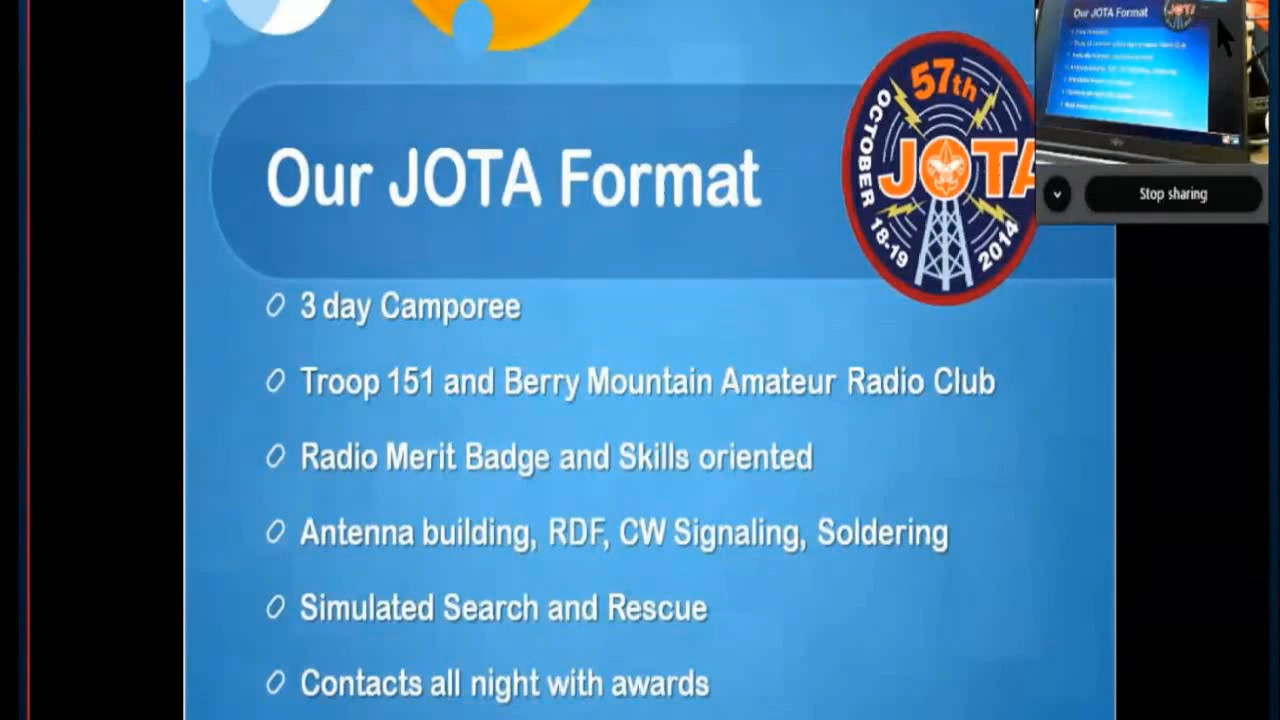 Our JOTA Format
57th
OCTOBER
JOTA
18-19
2014
Our JOTA Format
Stop sharing
3 day Camporee
Troop 151 and Berry Mountain Amateur Radio Club
Radio Merit Badge and Skills oriented
Antenna building, RDF, CW Signaling, Soldering
Simulated Search and Rescue
Contacts all night with awards